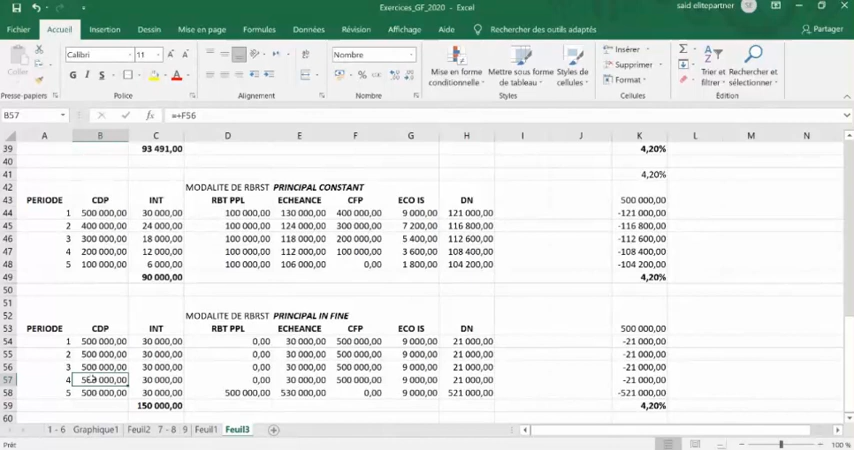 Exercices_GF_2020 - Excel
said elitepartner
Fichier Accueil Insertion Dessin Mise en page Formules Données Révision Affichage Aide Rechercher des outils adaptés Partager
Coller
Calibri 11
G I S
Nombre
Mise en forme conditionnelle
Mettre sous forme de tableau
Styles de cellules
Insérer
Supprimer
Format
Trier et filtrer
Rechercher et sélectionner
Presse-papiers Police Alignement Nombre Styles Cellules Édition
B57 fx =+F56
A B C D E F G H I J K L M N
39 93 491,00 4,20%
40
41 4,20%
42 MODALITE DE RBRST PRINCIPAL CONSTANT
43 PERIODE CDP INT RBT PPL ECHEANCE CFP ECO IS DN 500 000,00
44 1 500 000,00 30 000,00 100 000,00 130 000,00 400 000,00 9 000,00 121 000,00 -121 000,00
45 2 400 000,00 24 000,00 100 000,00 124 000,00 300 000,00 7 200,00 116 800,00 -116 800,00
46 3 300 000,00 18 000,00 100 000,00 118 000,00 200 000,00 5 400,00 112 600,00 -112 600,00
47 4 200 000,00 12 000,00 100 000,00 112 000,00 100 000,00 3 600,00 108 400,00 -108 400,00
48 5 100 000,00 6 000,00 100 000,00 106 000,00 0,00 1 800,00 104 200,00 -104 200,00
49 90 000,00 4,20%
50
51
52 MODALITE DE RBRST PRINCIPAL IN FINE
53 PERIODE CDP INT RBT PPL ECHEANCE CFP ECO IS DN 500 000,00
54 1 500 000,00 30 000,00 0,00 30 000,00 500 000,00 9 000,00 21 000,00 -21 000,00
55 2 500 000,00 30 000,00 0,00 30 000,00 500 000,00 9 000,00 21 000,00 -21 000,00
56 3 500 000,00 30 000,00 0,00 30 000,00 500 000,00 9 000,00 21 000,00 -21 000,00
57 4 500 000,00 30 000,00 0,00 30 000,00 500 000,00 9 000,00 21 000,00 -21 000,00
58 5 500 000,00 30 000,00 500 000,00 530 000,00 0,00 9 000,00 521 000,00 -521 000,00
59 150 000,00 4,20%
60
1 - 6 Graphique1 Feuil2 7 - 8 9 Feuil1 Feuil3
Prêt 100 %